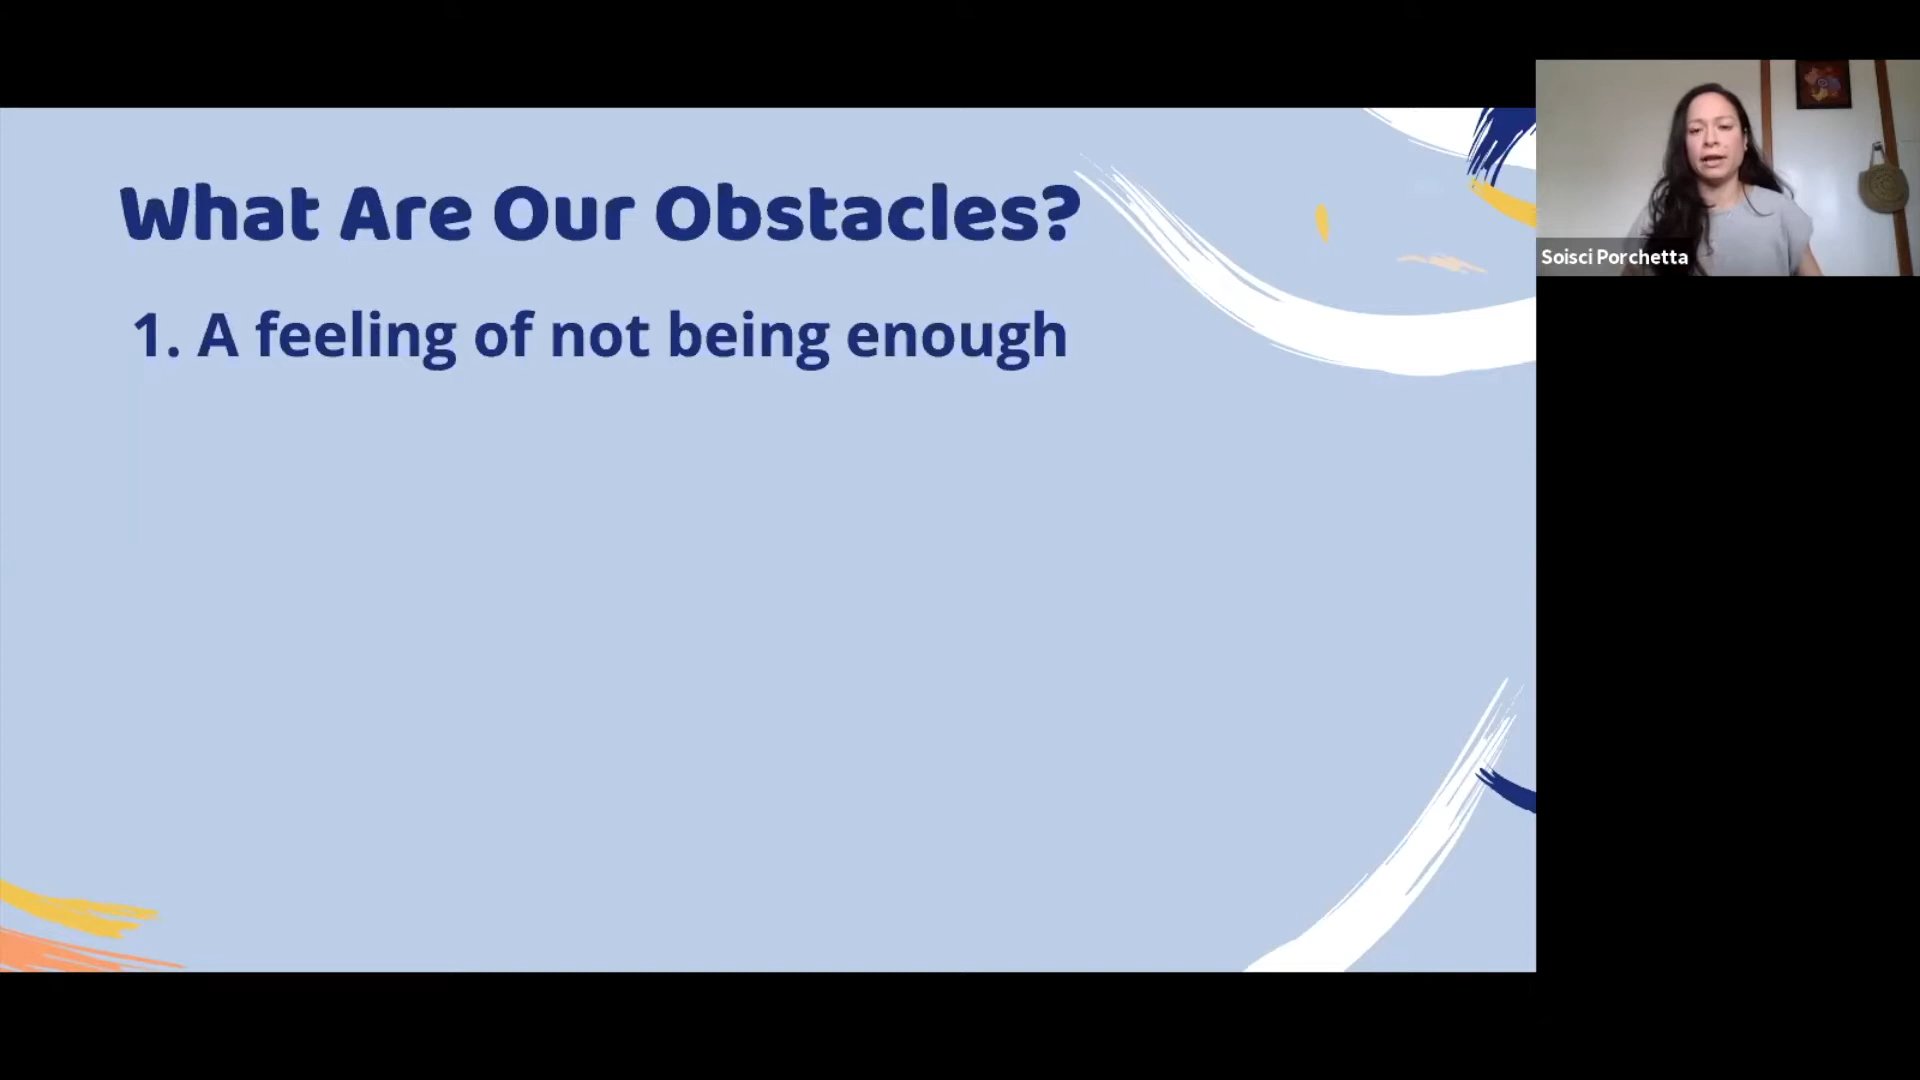 What Are Our Obstacles?
1. A feeling of not being enough
Soisci Porchetta